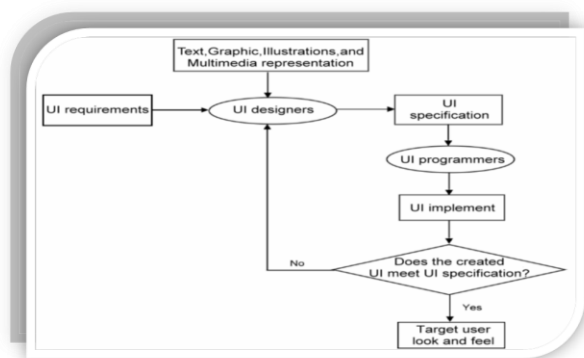 Text,Graphic,Illustrations,and
Multimedia representation
UI requirements
UI designers
UI
specification
UI programmers
UI implement
Does the created
UI meet UI specification?
No
Yes
Target user
look and feel